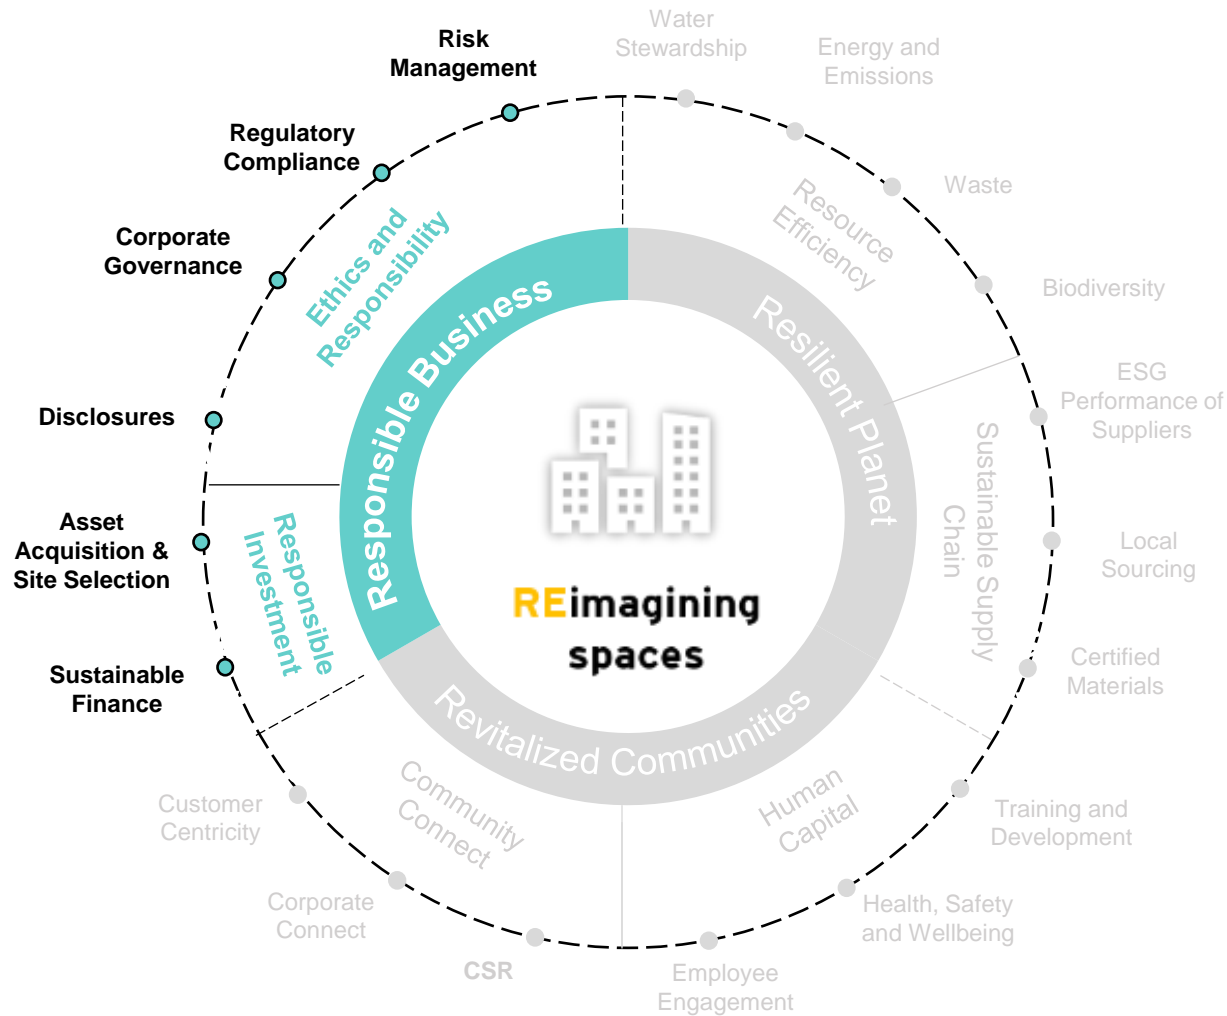 Risk
Management
Regulatory
Compliance
Corporate
Governance
Disclosures
Asset
Acquisition &
Site Selection
Sustainable
Finance
Ethics and
Responsibility
Responsible
Investment
Responsible Business
Water
Stewardship
Energy and
Emissions
Waste
Biodiversity
Resource
Efficiency
Resilient Planet
ESG
Performance of
Suppliers
Local
Sourcing
Certified
Materials
Sustainable Supply
Chain
REimagining
spaces
Revitalized Communities
Community
Connect
Human
Capital
Customer
Centricity
Corporate
Connect
CSR
Employee
Engagement
Health, Safety
and Wellbeing
Training and
Development